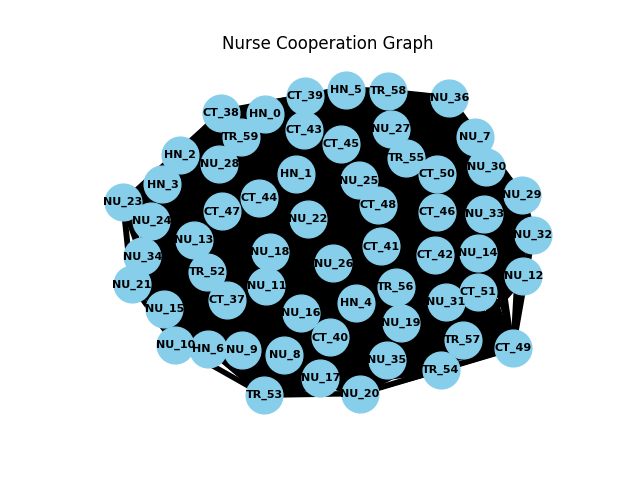 Nurse Cooperation Graph
HN_5
TR_58
CT_39
NU_36
CT_38
HN_0
CT_43
NU_27
TR_59
NU_7
CT_45
HN_2
TR_55
NU_28
NU_30
HN_1
CT_50
NU_25
HN_3
NU_29
CT_44
NU_23
CT_48
CT_47
CT_46
NU_33
NU_24
NU_22
NU_32
NU_13
CT_41
NU_18
NU_14
CT_42
NU_34
NU_26
TR_52
NU_12
NU_21
NU_11
TR_56
CT_51
CT_37
NU_31
HN_4
NU_15
NU_16
NU_19
CT_40
TR_57
NU_10
HN_6
CT_49
NU_9
NU_8
NU_35
TR_54
NU_17
NU_20
TR_53